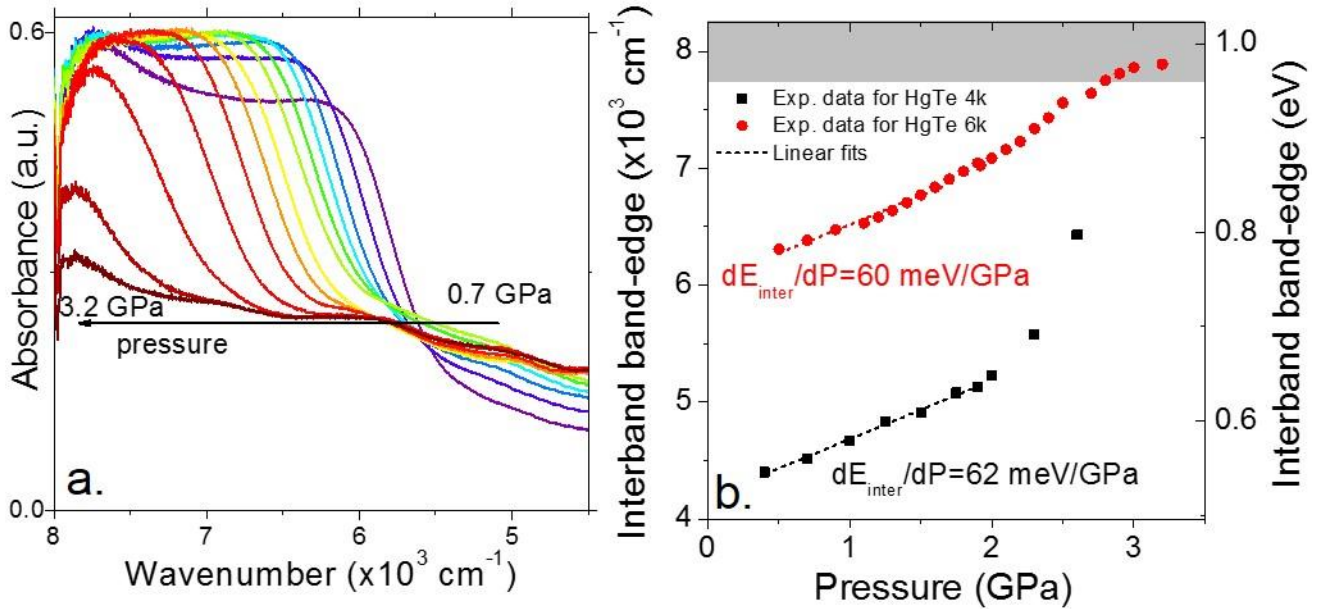 0.6
0.0
Absorbance (a.u.)
3.2 GPa
0.7 GPa
pressure
a.
8 7 6 5
Wavenumber (x10³ cm⁻¹)
Interband band-edge (x10³ cm⁻¹)
8
7
6
5
4
Exp. data for HgTe 4k
Exp. data for HgTe 6k
Linear fits
dE_inter/dP=60 meV/GPa
dE_inter/dP=62 meV/GPa
b.
0 1 2 3
Pressure (GPa)
1.0
0.8
0.6
Interband band-edge (eV)